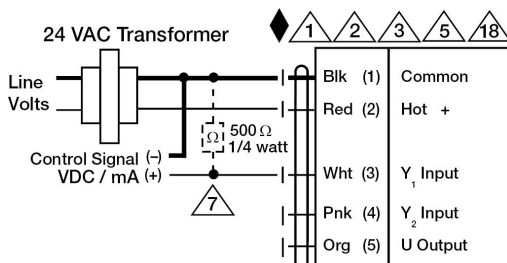 24 VAC Transformer
1 2 3 5 18
Line
Volts
Blk (1) Common
Red (2) Hot +
Ω 500 Ω
1/4 watt
Control Signal (–)
VDC / mA (+)
7
Wht (3) Y₁ Input
Pnk (4) Y₂ Input
Org (5) U Output